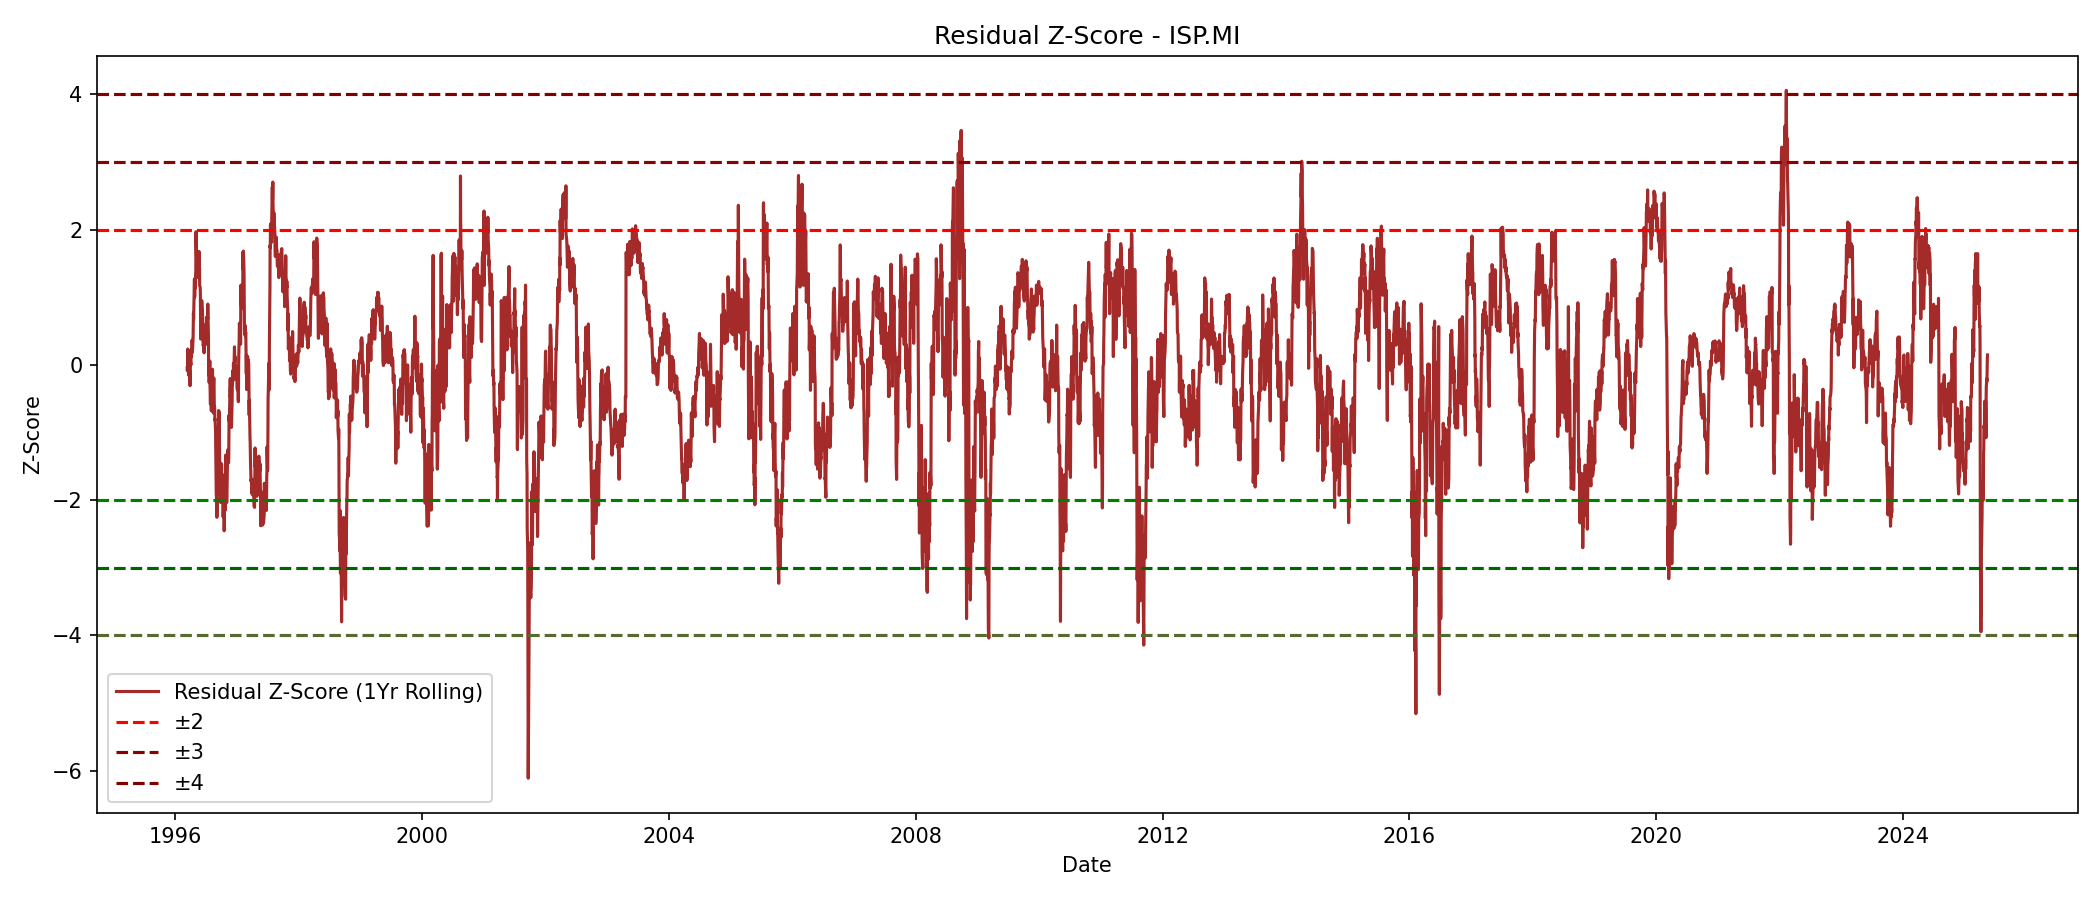 Residual Z-Score - ISP.MI
Z-Score
4
2
0
−2
−4
−6
Residual Z-Score (1Yr Rolling)
±2
±3
±4
1996 2000 2004 2008 2012 2016 2020 2024
Date